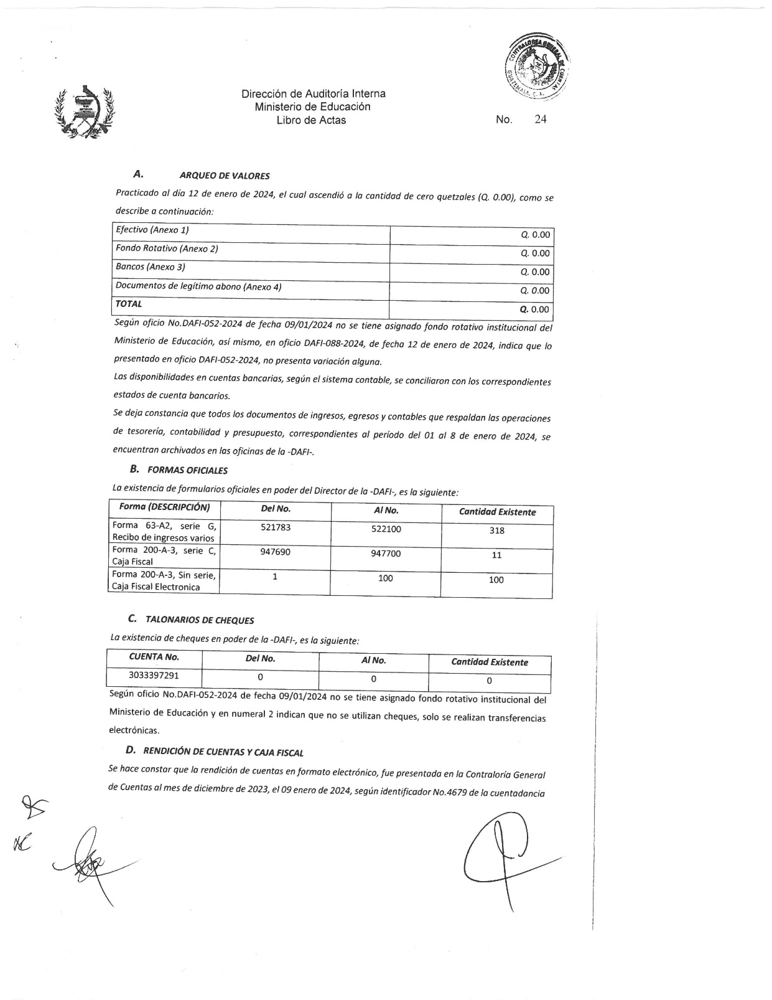 CONTRALORÍA GENERAL DE CUENTAS
GUATEMALA, C. A.
Dirección de Auditoría Interna
Ministerio de Educación
Libro de Actas
No. 24
A. ARQUEO DE VALORES
Practicado al día 12 de enero de 2024, el cual ascendió a la cantidad de cero quetzales (Q. 0.00), como se
describe a continuación:
Efectivo (Anexo 1) Q. 0.00
Fondo Rotativo (Anexo 2) Q. 0.00
Bancos (Anexo 3) Q. 0.00
Documentos de legítimo abono (Anexo 4) Q. 0.00
TOTAL Q. 0.00
Según oficio No.DAFI-052-2024 de fecha 09/01/2024 no se tiene asignado fondo rotativo institucional del
Ministerio de Educación, así mismo, en oficio DAFI-088-2024, de fecha 12 de enero de 2024, indica que lo
presentado en oficio DAFI-052-2024, no presenta variación alguna.
Las disponibilidades en cuentas bancarias, según el sistema contable, se conciliaron con los correspondientes
estados de cuenta bancarios.
Se deja constancia que todos los documentos de ingresos, egresos y contables que respaldan las operaciones
de tesorería, contabilidad y presupuesto, correspondientes al período del 01 al 8 de enero de 2024, se
encuentran archivados en las oficinas de la -DAFI-.
B. FORMAS OFICIALES
La existencia de formularios oficiales en poder del Director de la -DAFI-, es la siguiente:
Forma (DESCRIPCIÓN) Del No. Al No. Cantidad Existente
Forma 63-A2, serie G, 521783 522100 318
Recibo de ingresos varios
Forma 200-A-3, serie C, 947690 947700 11
Caja Fiscal
Forma 200-A-3, Sin serie, 1 100 100
Caja Fiscal Electronica
C. TALONARIOS DE CHEQUES
La existencia de cheques en poder de la -DAFI-, es la siguiente:
CUENTA No. Del No. Al No. Cantidad Existente
3033397291 0 0 0
Según oficio No.DAFI-052-2024 de fecha 09/01/2024 no se tiene asignado fondo rotativo institucional del
Ministerio de Educación y en numeral 2 indican que no se utilizan cheques, solo se realizan transferencias
electrónicas.
D. RENDICIÓN DE CUENTAS Y CAJA FISCAL
Se hace constar que la rendición de cuentas en formato electrónico, fue presentada en la Contraloría General
de Cuentas al mes de diciembre de 2023, el 09 enero de 2024, según identificador No.4679 de la cuentadancia